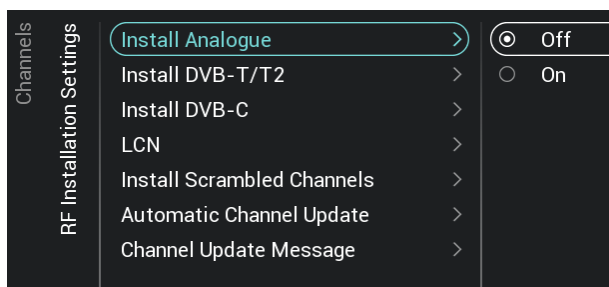 Channels
RF Installation Settings
Install Analogue
Install DVB-T/T2
Install DVB-C
LCN
Install Scrambled Channels
Automatic Channel Update
Channel Update Message
Off
On